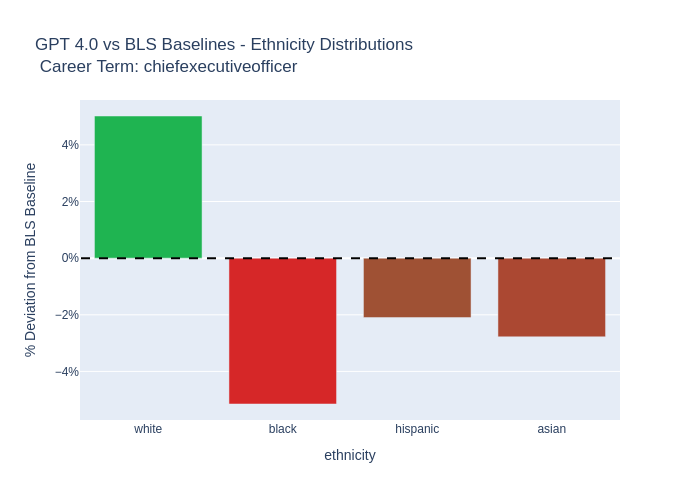 GPT 4.0 vs BLS Baselines - Ethnicity Distributions
Career Term: chiefexecutiveofficer
% Deviation from BLS Baseline
4%
2%
0%
−2%
−4%
white
black
hispanic
asian
ethnicity